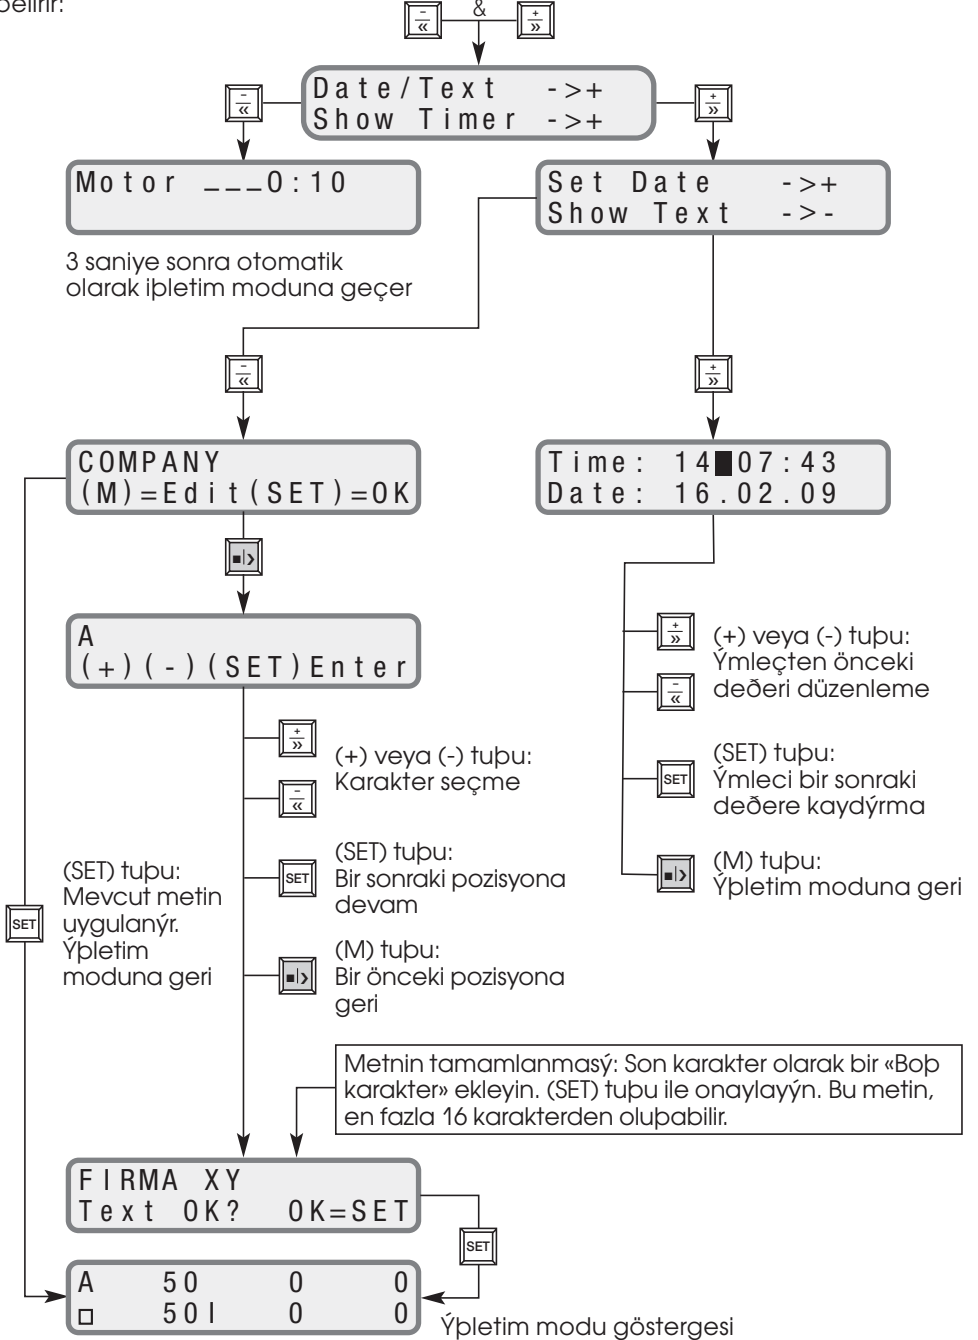 belirir:
− « & + »
Date/Text ->+
Show Timer ->+
− «
+ »
Motor ___0:10
Set Date ->+
Show Text ->-
3 saniye sonra otomatik
olarak iþletim moduna geçer
− «
+ »
COMPANY
(M)=Edit(SET)=OK
Time: 14█07:43
Date: 16.02.09
A
(+)(-)(SET)Enter
+ »
− «
(+) veya (-) tuþu:
Ýmleçten önceki
deðeri düzenleme
+ »
− «
(+) veya (-) tuþu:
Karakter seçme
SET
(SET) tuþu:
Ýmleci bir sonraki
deðere kaydýrma
SET
(SET) tuþu:
Bir sonraki pozisyona
devam
(M) tuþu:
Ýþletim moduna geri
SET
(SET) tuþu:
Mevcut metin
uygulanýr.
Ýþletim
moduna geri
(M) tuþu:
Bir önceki pozisyona
geri
Metnin tamamlanmasý: Son karakter olarak bir «Boþ
karakter» ekleyin. (SET) tuþu ile onaylayýn. Bu metin,
en fazla 16 karakterden oluþabilir.
FIRMA XY
Text OK? OK=SET
SET
A 50 0 0
□ 50l 0 0
Ýþletim modu göstergesi